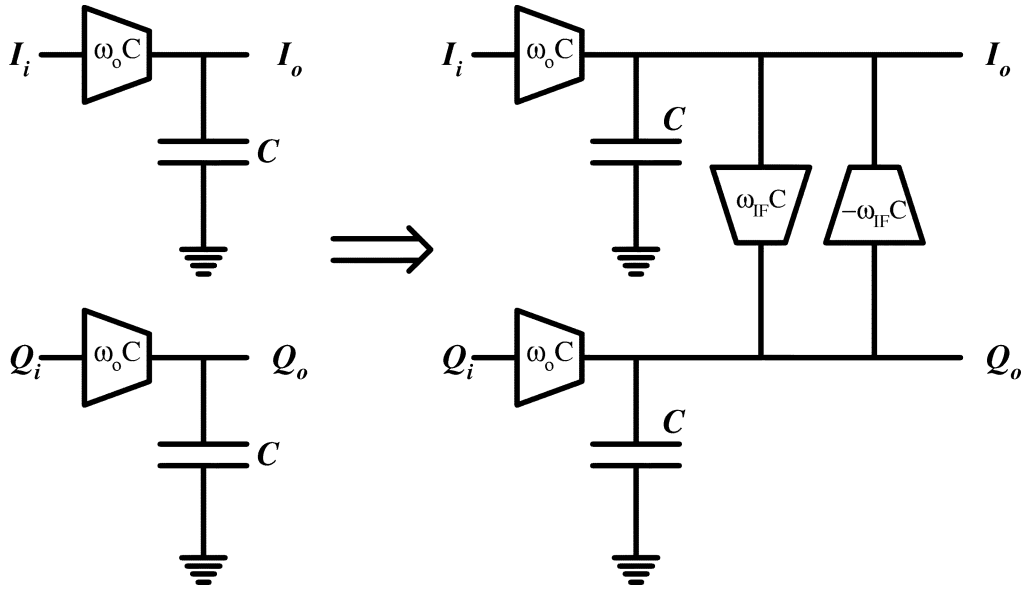 I_i ω_oC I_o I_i ω_oC I_o
C C
ω_IFC −ω_IFC
Q_i ω_oC Q_o Q_i ω_oC Q_o
C C